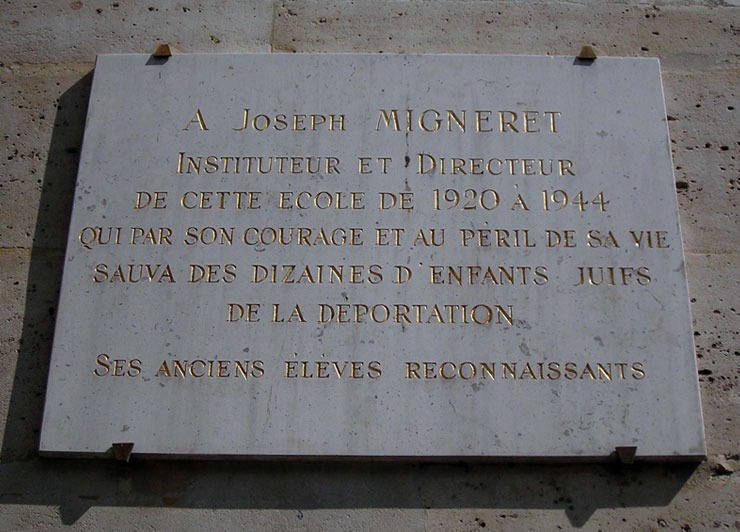 A JOSEPH MIGNERET
INSTITUTEUR ET DIRECTEUR
DE CETTE ECOLE DE 1920 A 1944
QUI PAR SON COURAGE ET AU PÉRIL DE SA VIE
SAUVA DES DIZAINES D'ENFANTS JUIFS
DE LA DÉPORTATION
SES ANCIENS ÉLÈVES RECONNAISSANTS